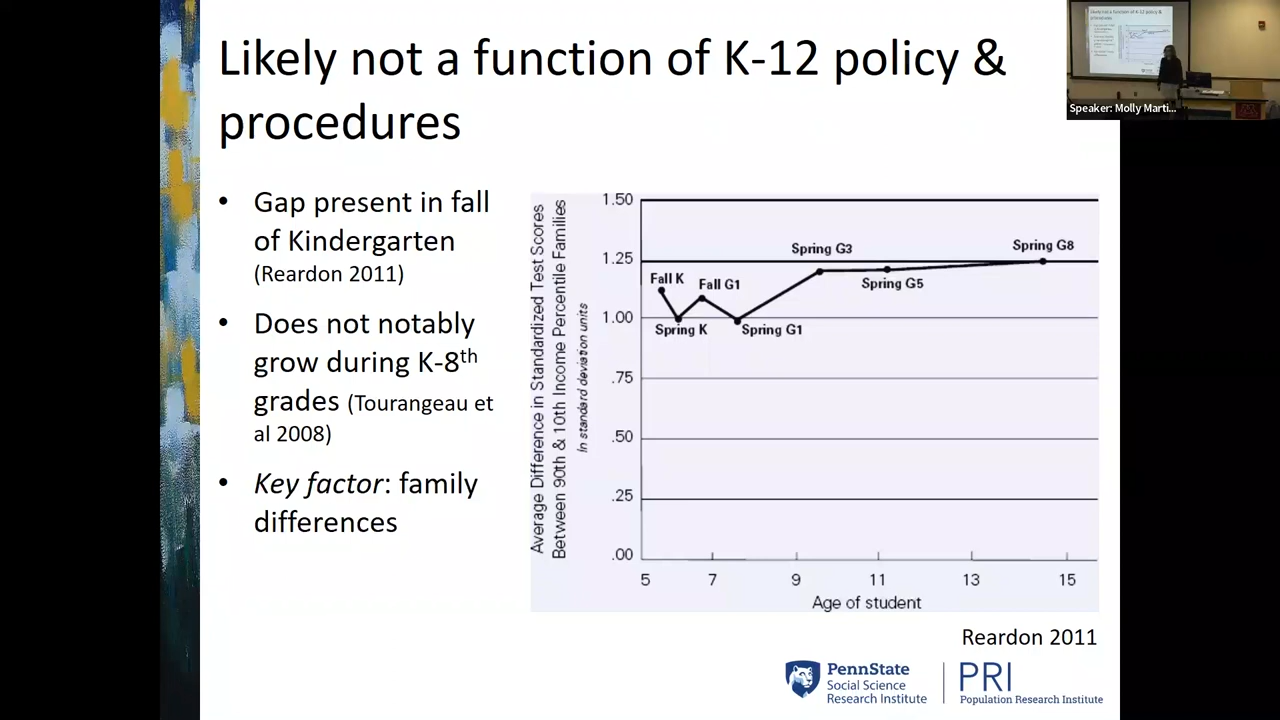 Likely not a function of K-12 policy &
procedures
• Gap present in fall
of Kindergarten
(Reardon 2011)
• Does not notably
grow during K-8th
grades (Tourangeau et
al 2008)
• Key factor: family
differences
Average Difference in Standardized Test Scores
Between 90th & 10th Income Percentile Families
In standard deviation units
1.50
1.25
1.00
.75
.50
.25
.00
Fall K
Spring K
Fall G1
Spring G1
Spring G3
Spring G5
Spring G8
5 7 9 11 13 15
Age of student
Reardon 2011
PennState
Social Science
Research Institute
PRI
Population Research Institute
Speaker: Molly Marti...